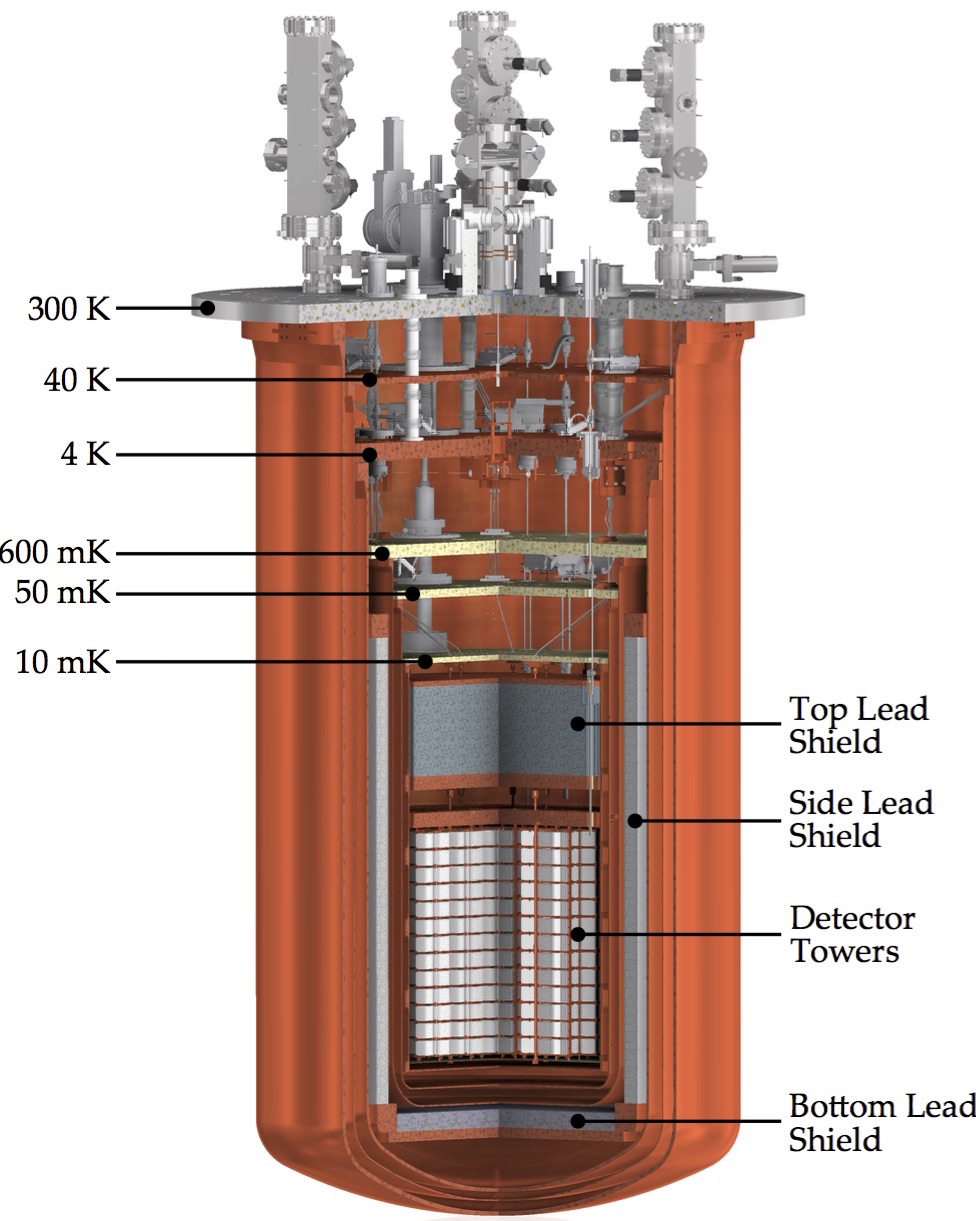 300 K
40 K
4 K
600 mK
50 mK
10 mK
Top Lead
Shield
Side Lead
Shield
Detector
Towers
Bottom Lead
Shield